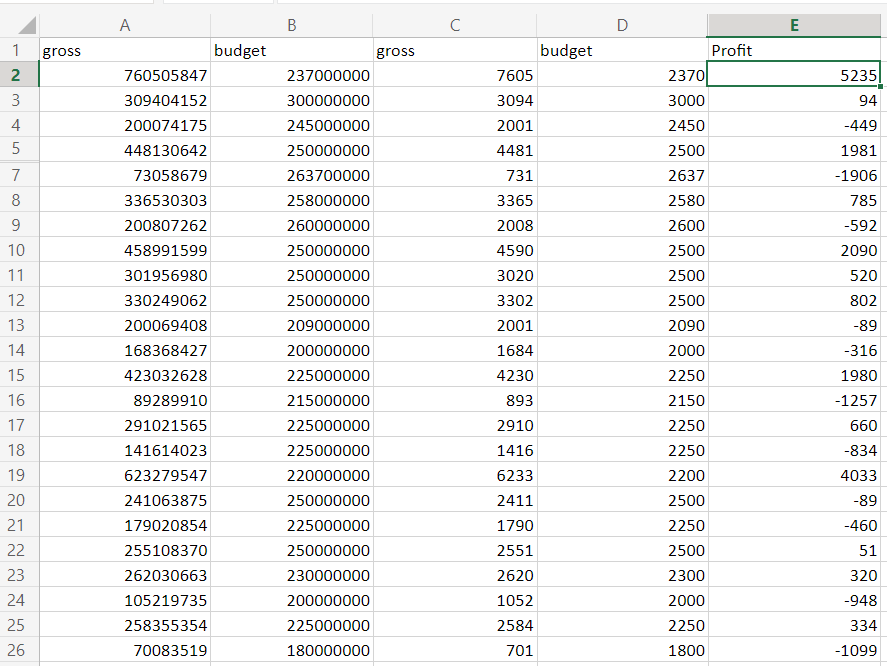 A B C D E
1 gross budget gross budget Profit
2 760505847 237000000 7605 2370 5235
3 309404152 300000000 3094 3000 94
4 200074175 245000000 2001 2450 -449
5 448130642 250000000 4481 2500 1981
7 73058679 263700000 731 2637 -1906
8 336530303 258000000 3365 2580 785
9 200807262 260000000 2008 2600 -592
10 458991599 250000000 4590 2500 2090
11 301956980 250000000 3020 2500 520
12 330249062 250000000 3302 2500 802
13 200069408 209000000 2001 2090 -89
14 168368427 200000000 1684 2000 -316
15 423032628 225000000 4230 2250 1980
16 89289910 215000000 893 2150 -1257
17 291021565 225000000 2910 2250 660
18 141614023 225000000 1416 2250 -834
19 623279547 220000000 6233 2200 4033
20 241063875 250000000 2411 2500 -89
21 179020854 225000000 1790 2250 -460
22 255108370 250000000 2551 2500 51
23 262030663 230000000 2620 2300 320
24 105219735 200000000 1052 2000 -948
25 258355354 225000000 2584 2250 334
26 70083519 180000000 701 1800 -1099